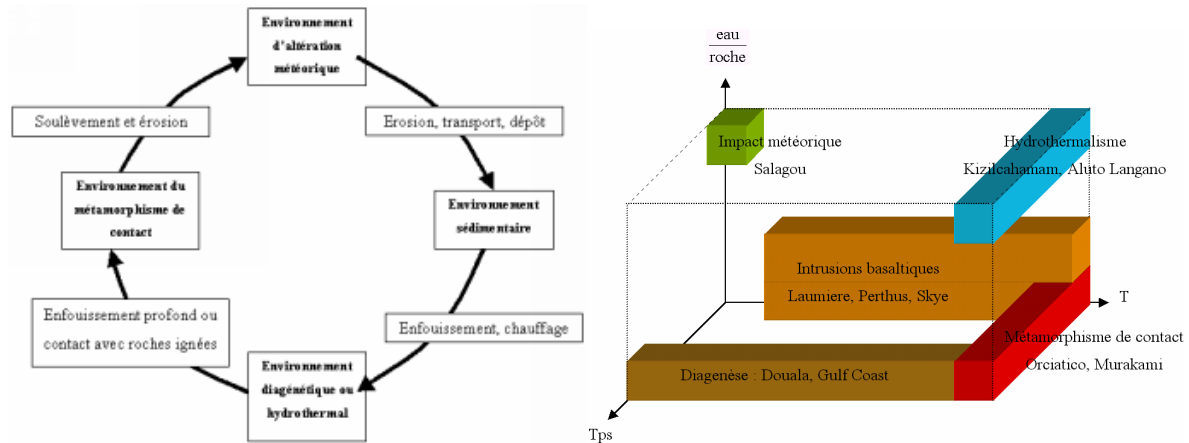 Environnement
d'altération
météorique
Soulèvement et érosion
Erosion, transport, dépôt
Environnement du
métamorphisme de
contact
Environnement
sédimentaire
Enfouissement profond ou
contact avec roches ignées
Enfouissement, chauffage
Environnement
diagénétique ou
hydrothermal
eau
roche
Impact météorique
Salagou
Hydrothermalisme
Kizilcahamam, Aluto Langano
Intrusions basaltiques
Laumiere, Perthus, Skye
T
Métamorphisme de contact
Orciatico, Murakami
Diagenèse : Douala, Gulf Coast
Tps